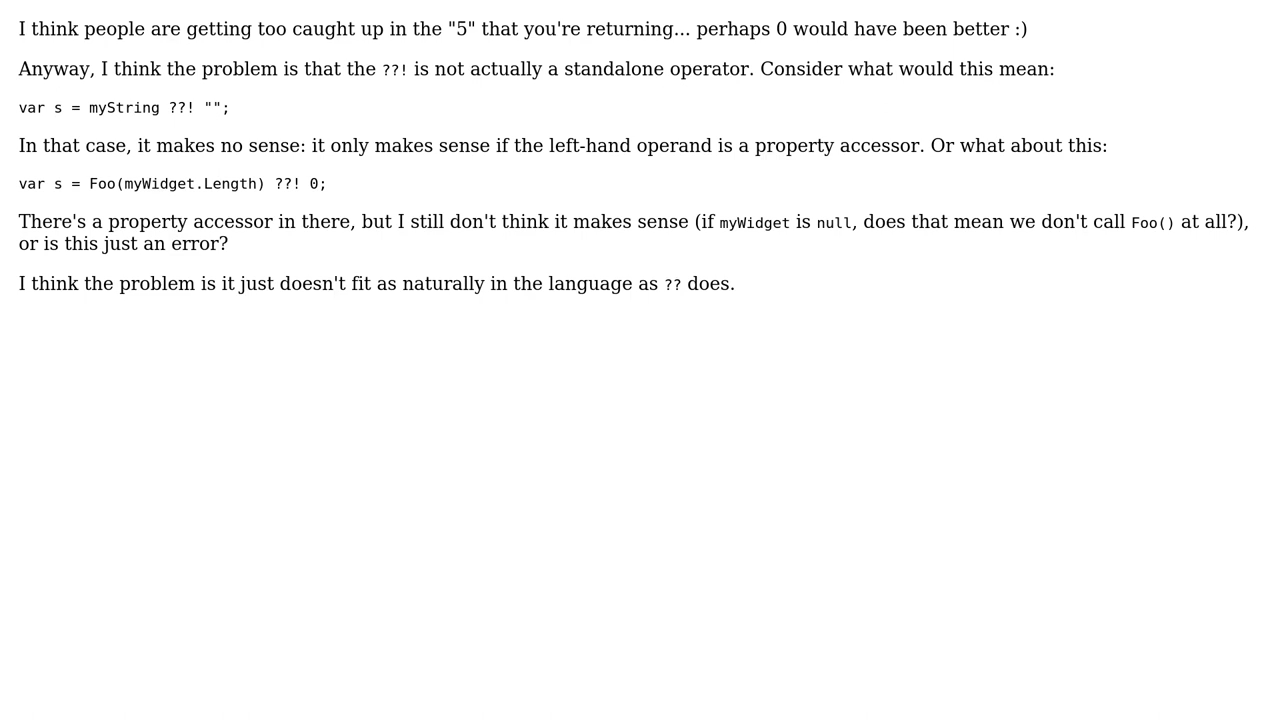 I think people are getting too caught up in the "5" that you're returning... perhaps 0 would have been better :)
Anyway, I think the problem is that the ??! is not actually a standalone operator. Consider what would this mean:
var s = myString ??! "";
In that case, it makes no sense: it only makes sense if the left-hand operand is a property accessor. Or what about this:
var s = Foo(myWidget.Length) ??! 0;
There's a property accessor in there, but I still don't think it makes sense (if myWidget is null, does that mean we don't call Foo() at all?),
or is this just an error?
I think the problem is it just doesn't fit as naturally in the language as ?? does.